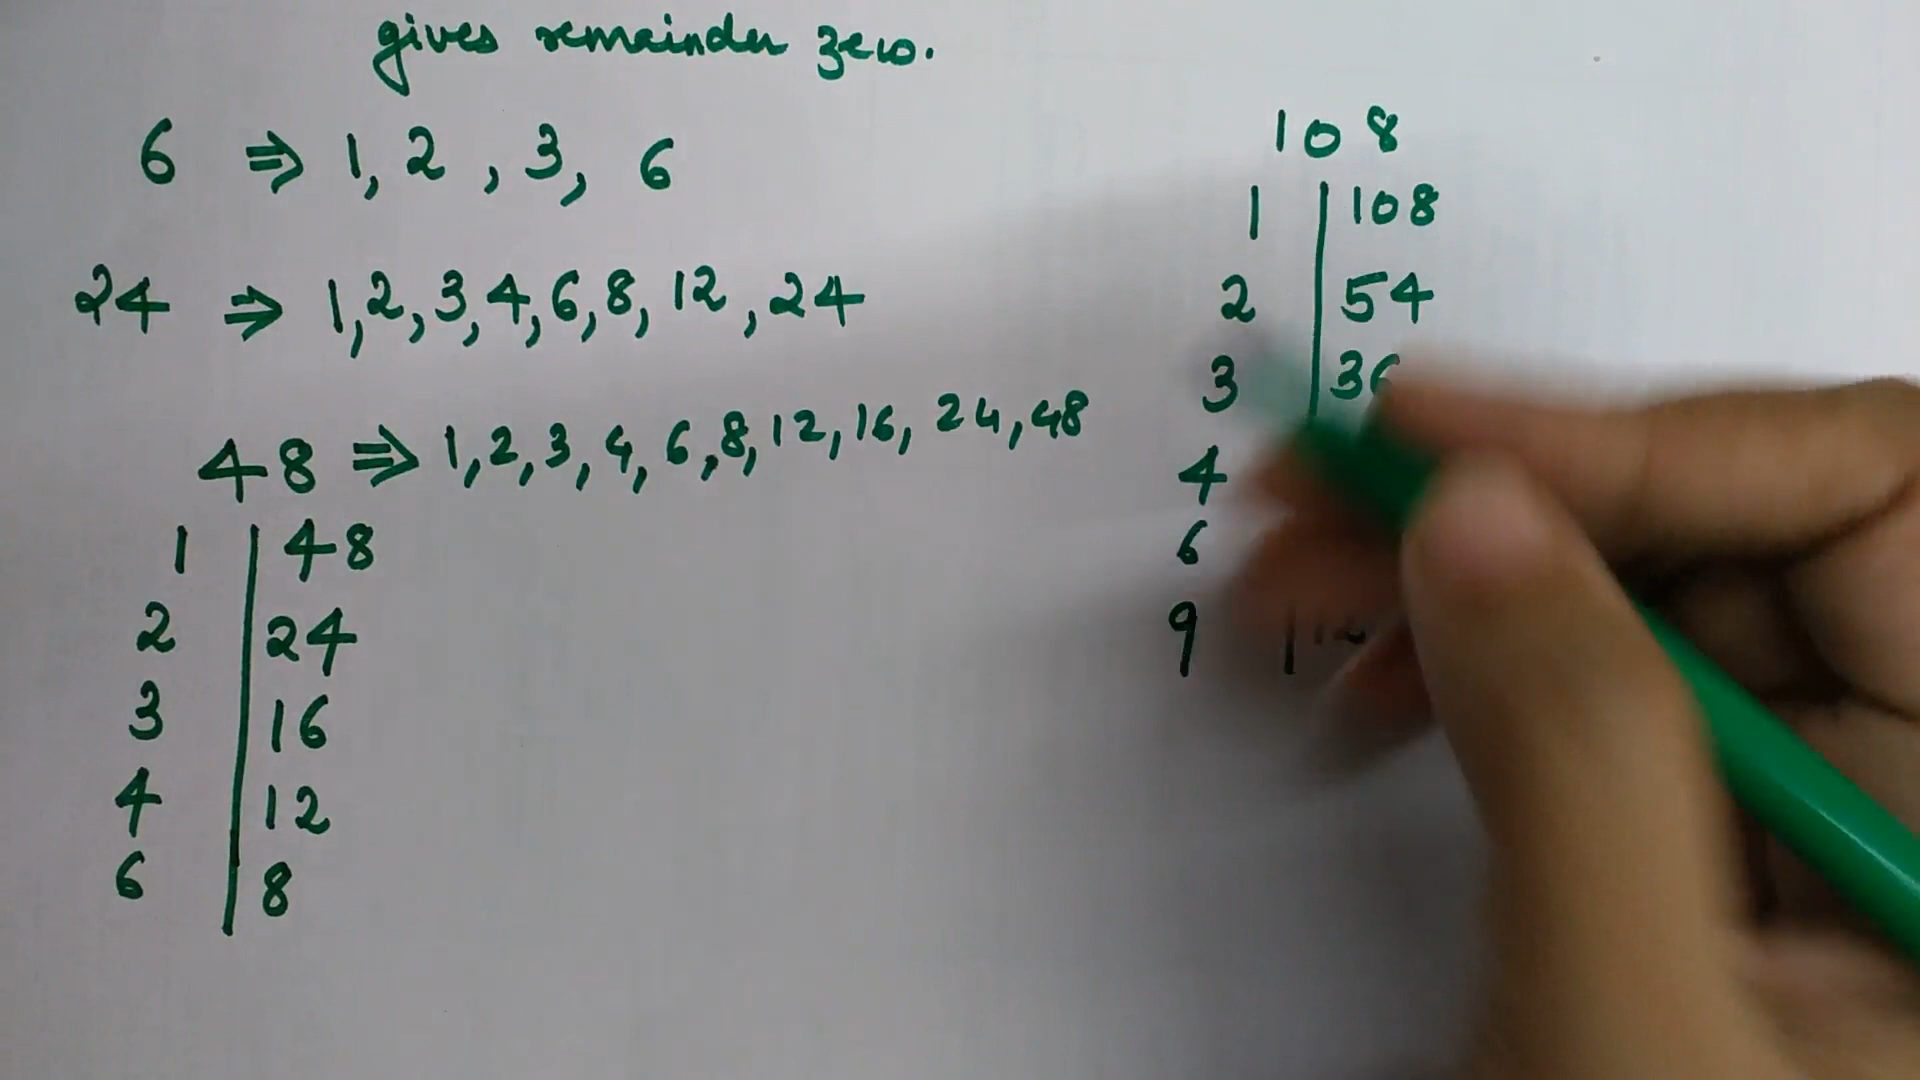 gives remainder zero.
6 ⇒ 1, 2, 3, 6
24 ⇒ 1, 2, 3, 4, 6, 8, 12, 24
48 ⇒ 1, 2, 3, 4, 6, 8, 12, 16, 24, 48
1 | 48
2 | 24
3 | 16
4 | 12
6 | 8
108
1 | 108
2 | 54
3 | 36
4
6
9 | 12